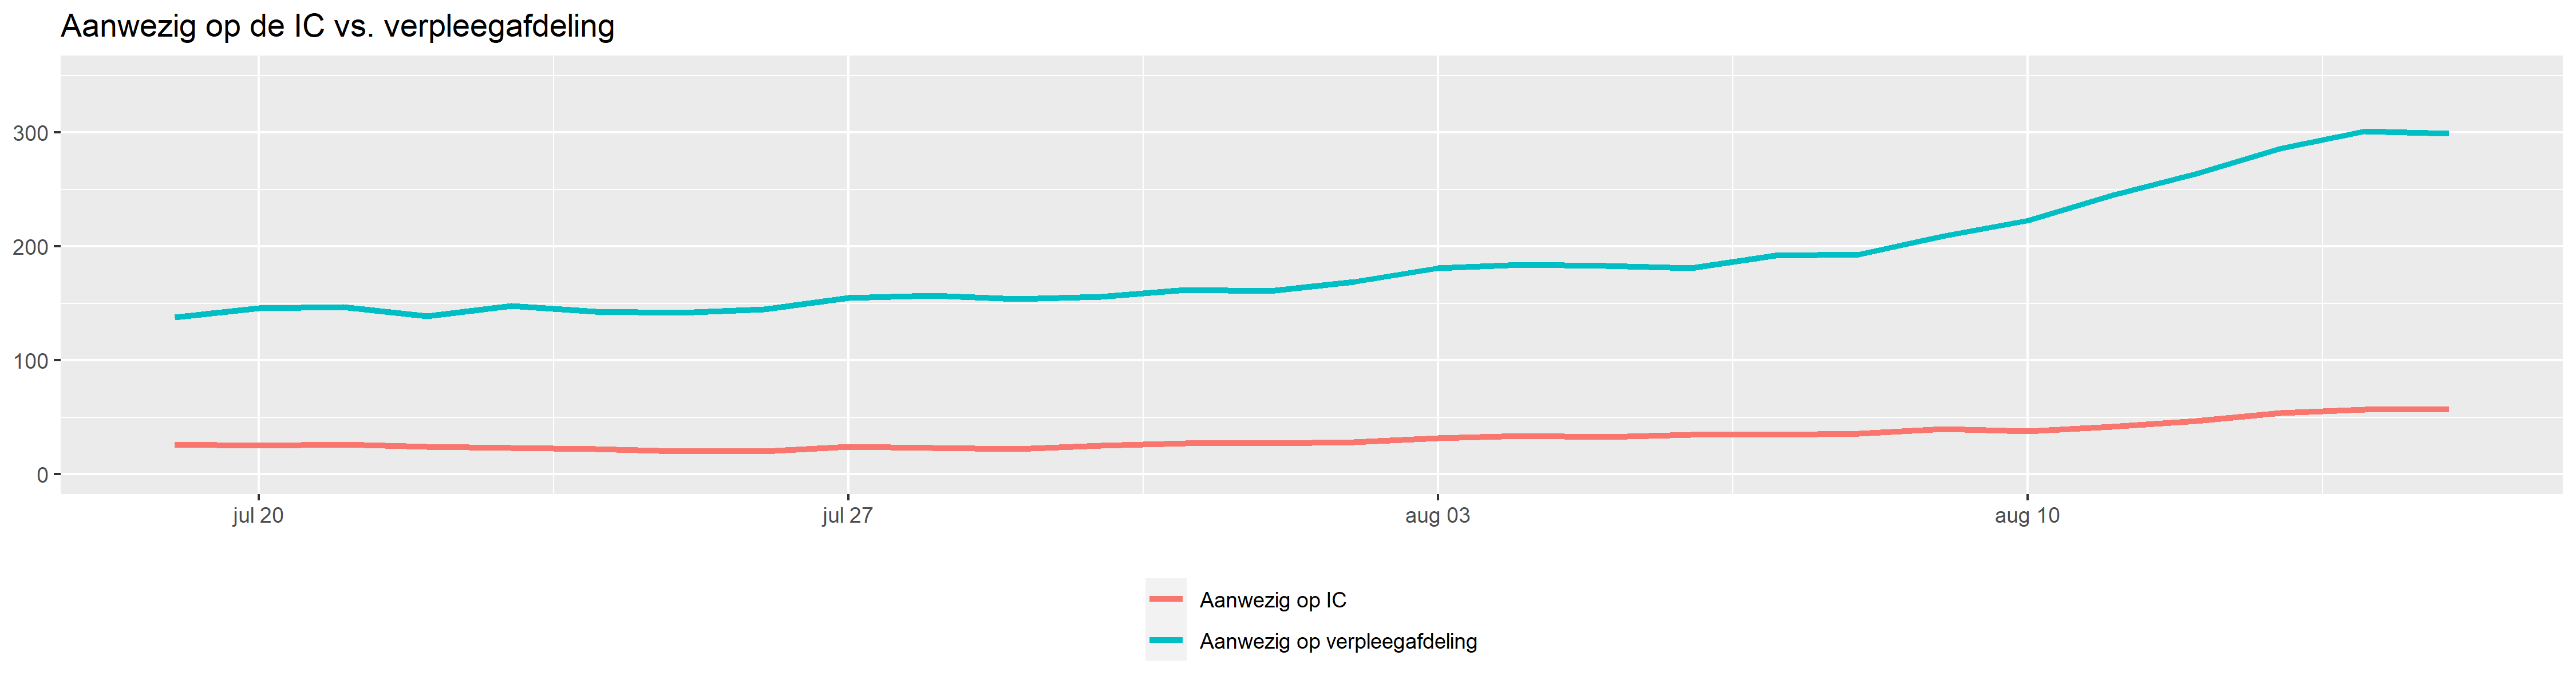 Aanwezig op de IC vs. verpleegafdeling
300
200
100
0
jul 20 jul 27 aug 03 aug 10
Aanwezig op IC
Aanwezig op verpleegafdeling